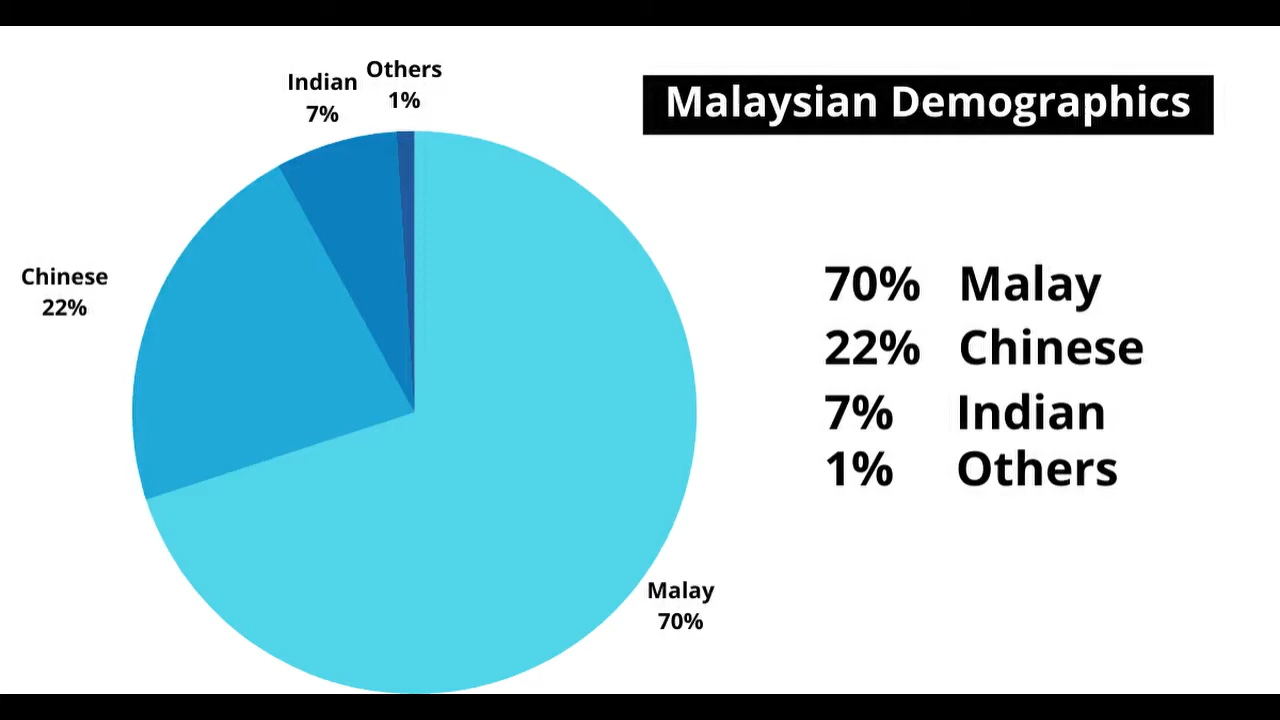 Malaysian Demographics
Others
1%
Indian
7%
Chinese
22%
Malay
70%
70% Malay
22% Chinese
7% Indian
1% Others